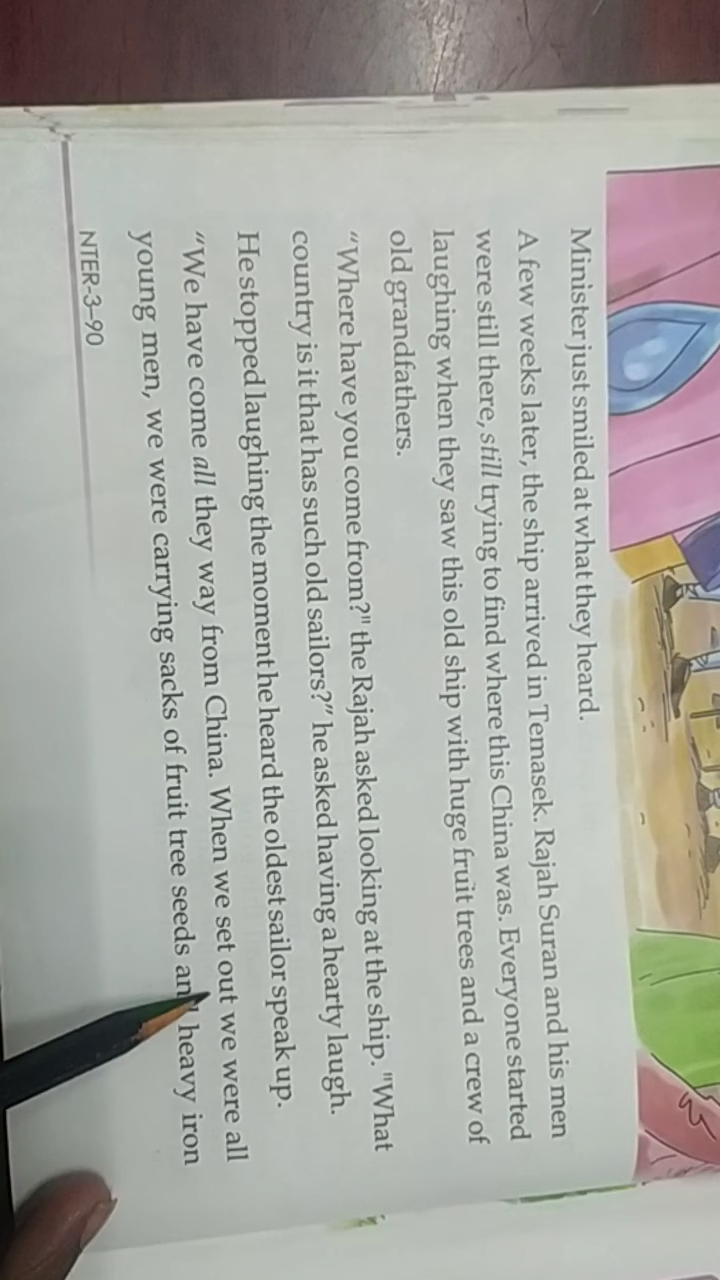 Minister just smiled at what they heard.
A few weeks later, the ship arrived in Temasek. Rajah Suran and his men
were still there, still trying to find where this China was. Everyone started
laughing when they saw this old ship with huge fruit trees and a crew of
old grandfathers.
“Where have you come from?" the Rajah asked looking at the ship. "What
country is it that has such old sailors?” he asked having a hearty laugh.
He stopped laughing the moment he heard the oldest sailor speak up.
“We have come all they way from China. When we set out we were all
young men, we were carrying sacks of fruit tree seeds and heavy iron
NTER-3–90